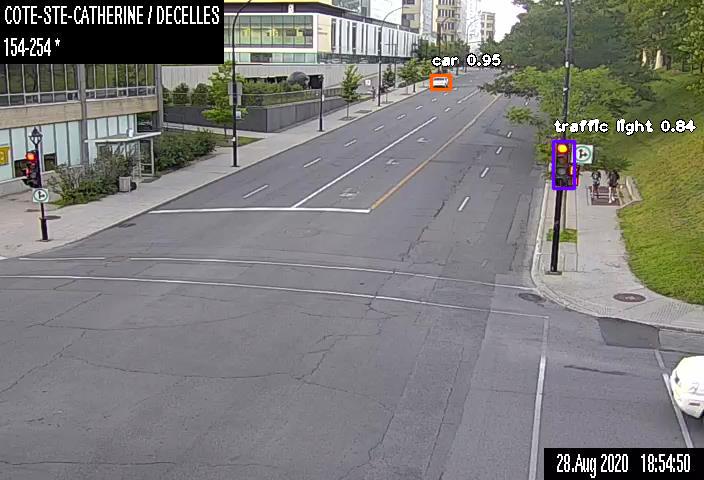 COTE-STE-CATHERINE / DECELLES
154-254 *
car 0.95
traffic light 0.84
28.Aug 2020 18:54:50